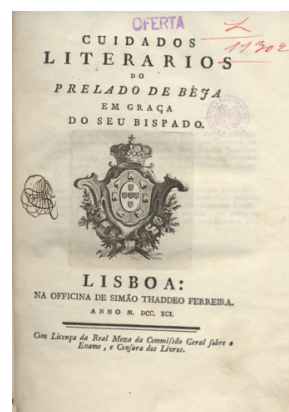 OFERTA
L
11302
CUIDADOS
LITERARIOS
DO
PRELADO DE BEJA
EM GRAÇA
DO SEU BISPADO.
LISBOA:
NA OFFICINA DE SIMÃO THADDEO FERREIRA.
ANNO M. DCC. XCI.
Com Licença da Real Meza da Commissão Geral sobre o
Exame, e Censura dos Livros.